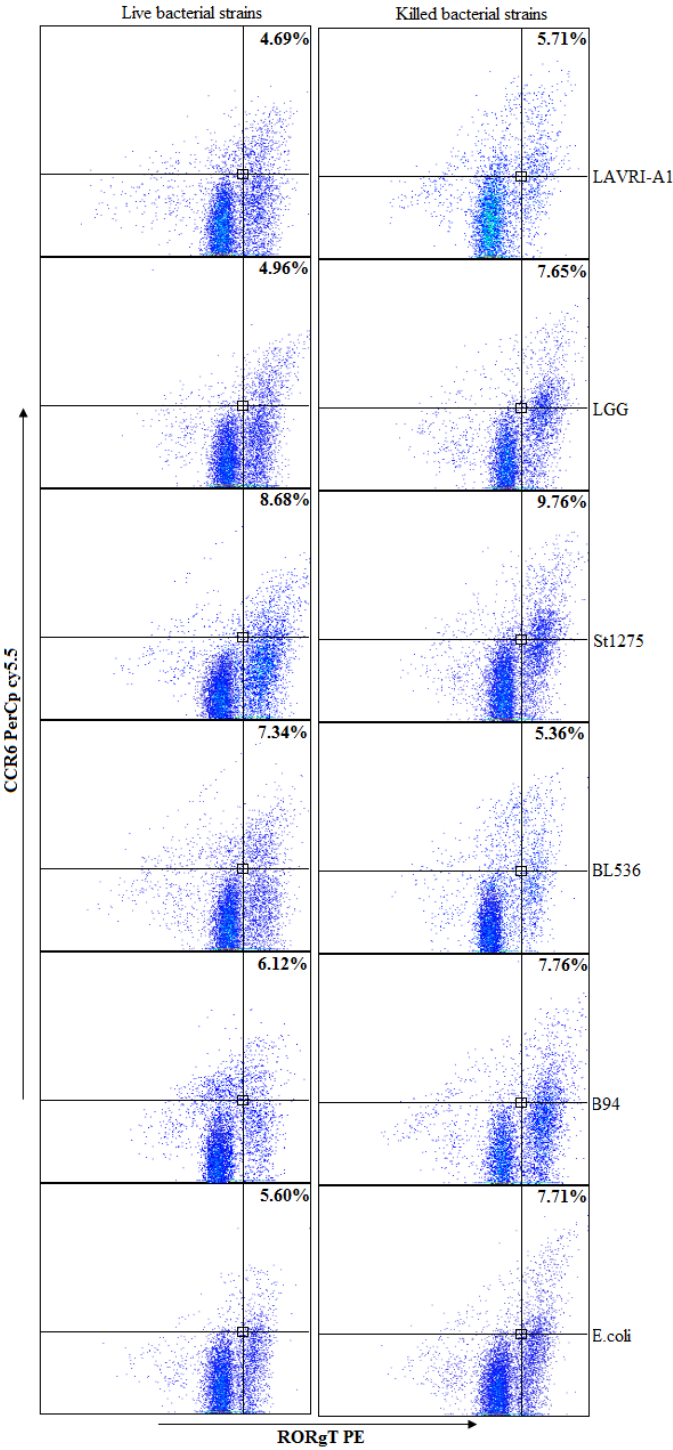 Live bacterial strains
Killed bacterial strains
4.69%
5.71%
LAVRI-A1
4.96%
7.65%
LGG
8.68%
9.76%
St1275
7.34%
5.36%
BL536
6.12%
7.76%
B94
5.60%
7.71%
E.coli
CCR6 PerCp cy5.5
RORgT PE